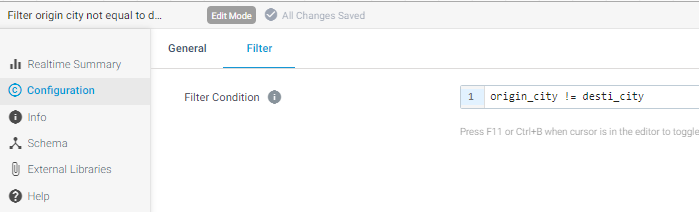 Filter origin city not equal to d... Edit Mode All Changes Saved
General Filter
Realtime Summary
Configuration
Info
Schema
External Libraries
Help
Filter Condition
1 origin_city != desti_city
Press F11 or Ctrl+B when cursor is in the editor to toggle